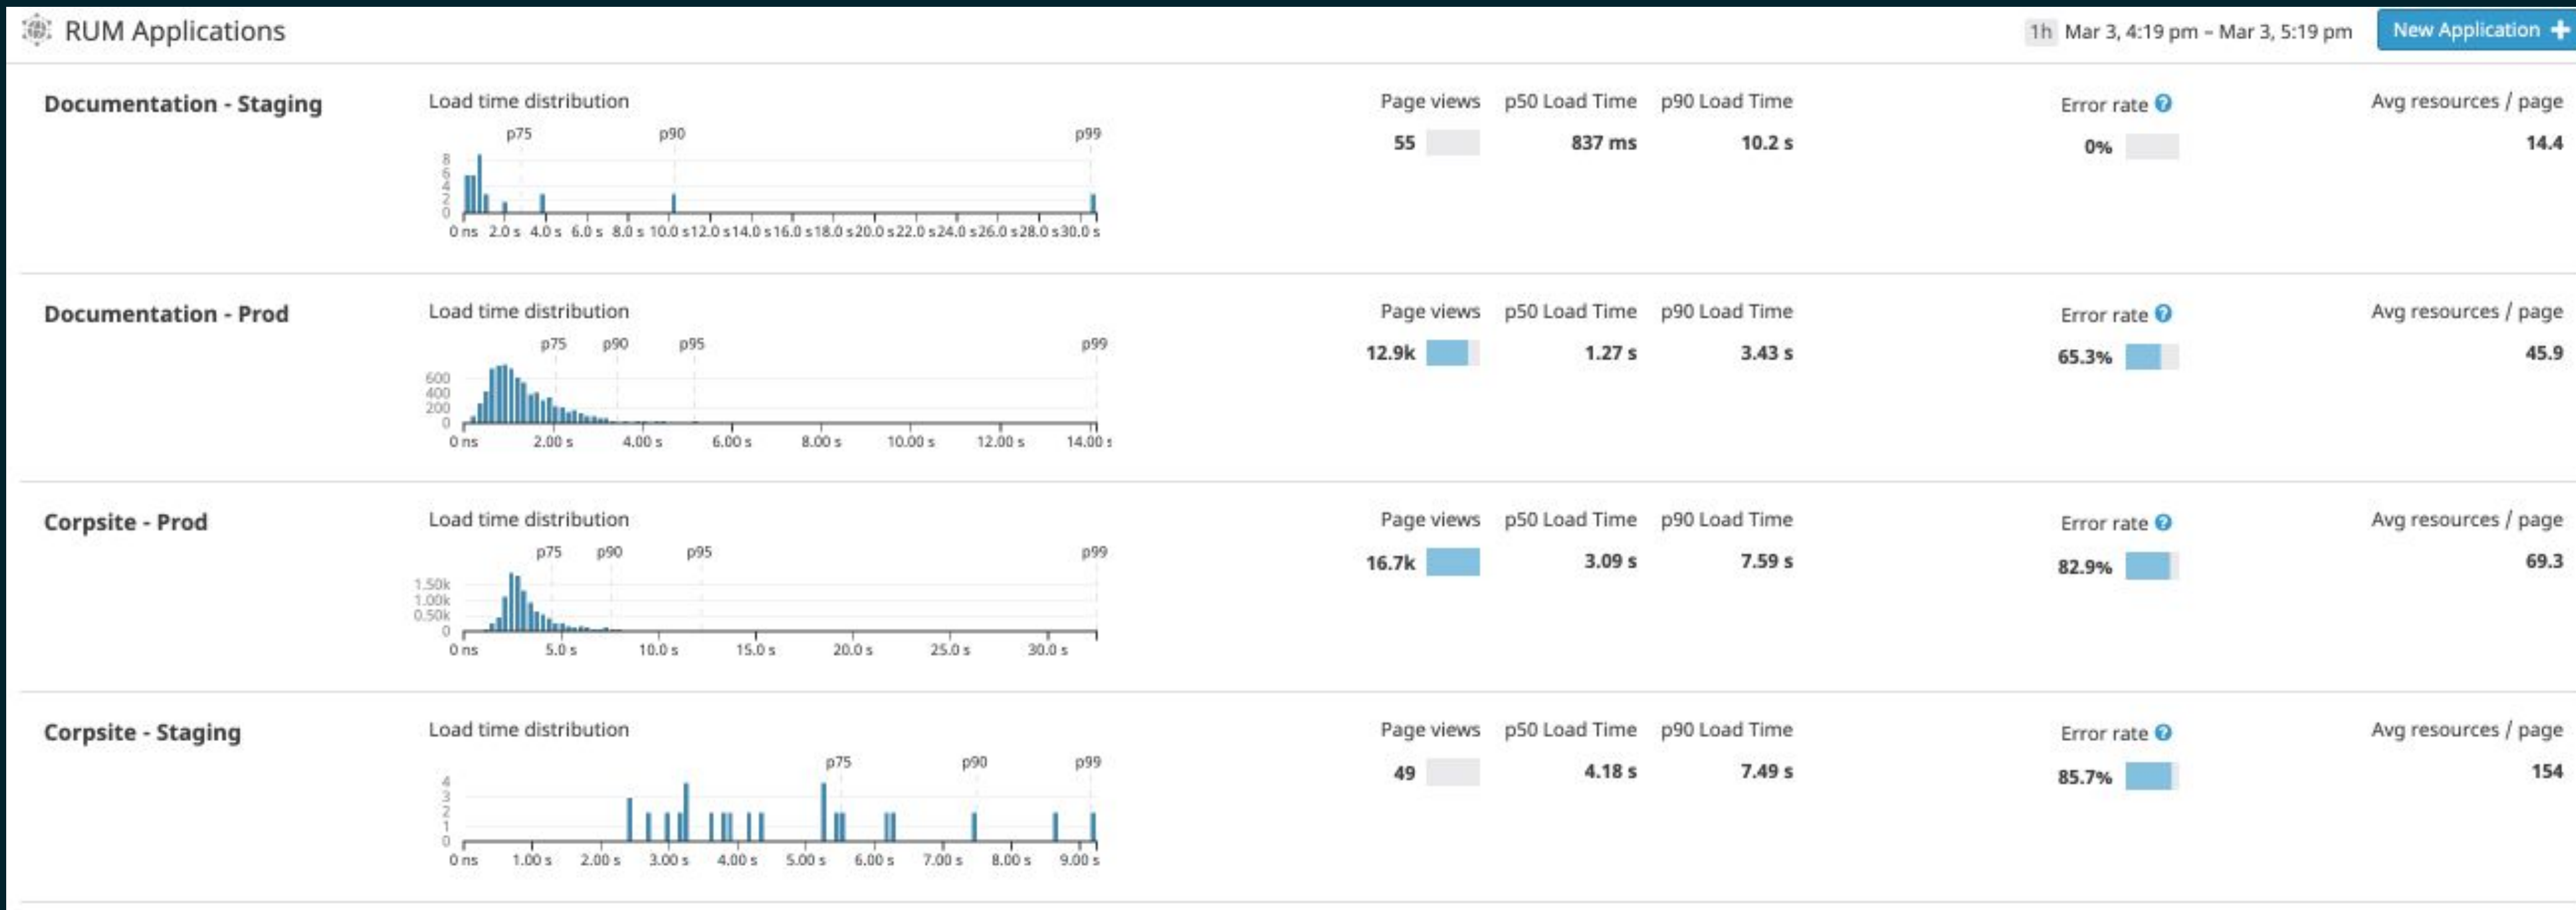 RUM Applications
1h Mar 3, 4:19 pm – Mar 3, 5:19 pm
New Application +
Documentation - Staging
Load time distribution
p75 p90 p99
8
6
4
2
0
0 ns 2.0 s 4.0 s 6.0 s 8.0 s 10.0 s 12.0 s 14.0 s 16.0 s 18.0 s 20.0 s 22.0 s 24.0 s 26.0 s 28.0 s 30.0 s
Page views p50 Load Time p90 Load Time Error rate ? Avg resources / page
55 837 ms 10.2 s 0% 14.4
Documentation - Prod
Load time distribution
p75 p90 p95 p99
600
400
200
0
0 ns 2.00 s 4.00 s 6.00 s 8.00 s 10.00 s 12.00 s 14.00 s
Page views p50 Load Time p90 Load Time Error rate ? Avg resources / page
12.9k 1.27 s 3.43 s 65.3% 45.9
Corpsite - Prod
Load time distribution
p75 p90 p95 p99
1.50k
1.00k
0.50k
0
0 ns 5.0 s 10.0 s 15.0 s 20.0 s 25.0 s 30.0 s
Page views p50 Load Time p90 Load Time Error rate ? Avg resources / page
16.7k 3.09 s 7.59 s 82.9% 69.3
Corpsite - Staging
Load time distribution
p75 p90 p99
4
3
2
1
0
0 ns 1.00 s 2.00 s 3.00 s 4.00 s 5.00 s 6.00 s 7.00 s 8.00 s 9.00 s
Page views p50 Load Time p90 Load Time Error rate ? Avg resources / page
49 4.18 s 7.49 s 85.7% 154